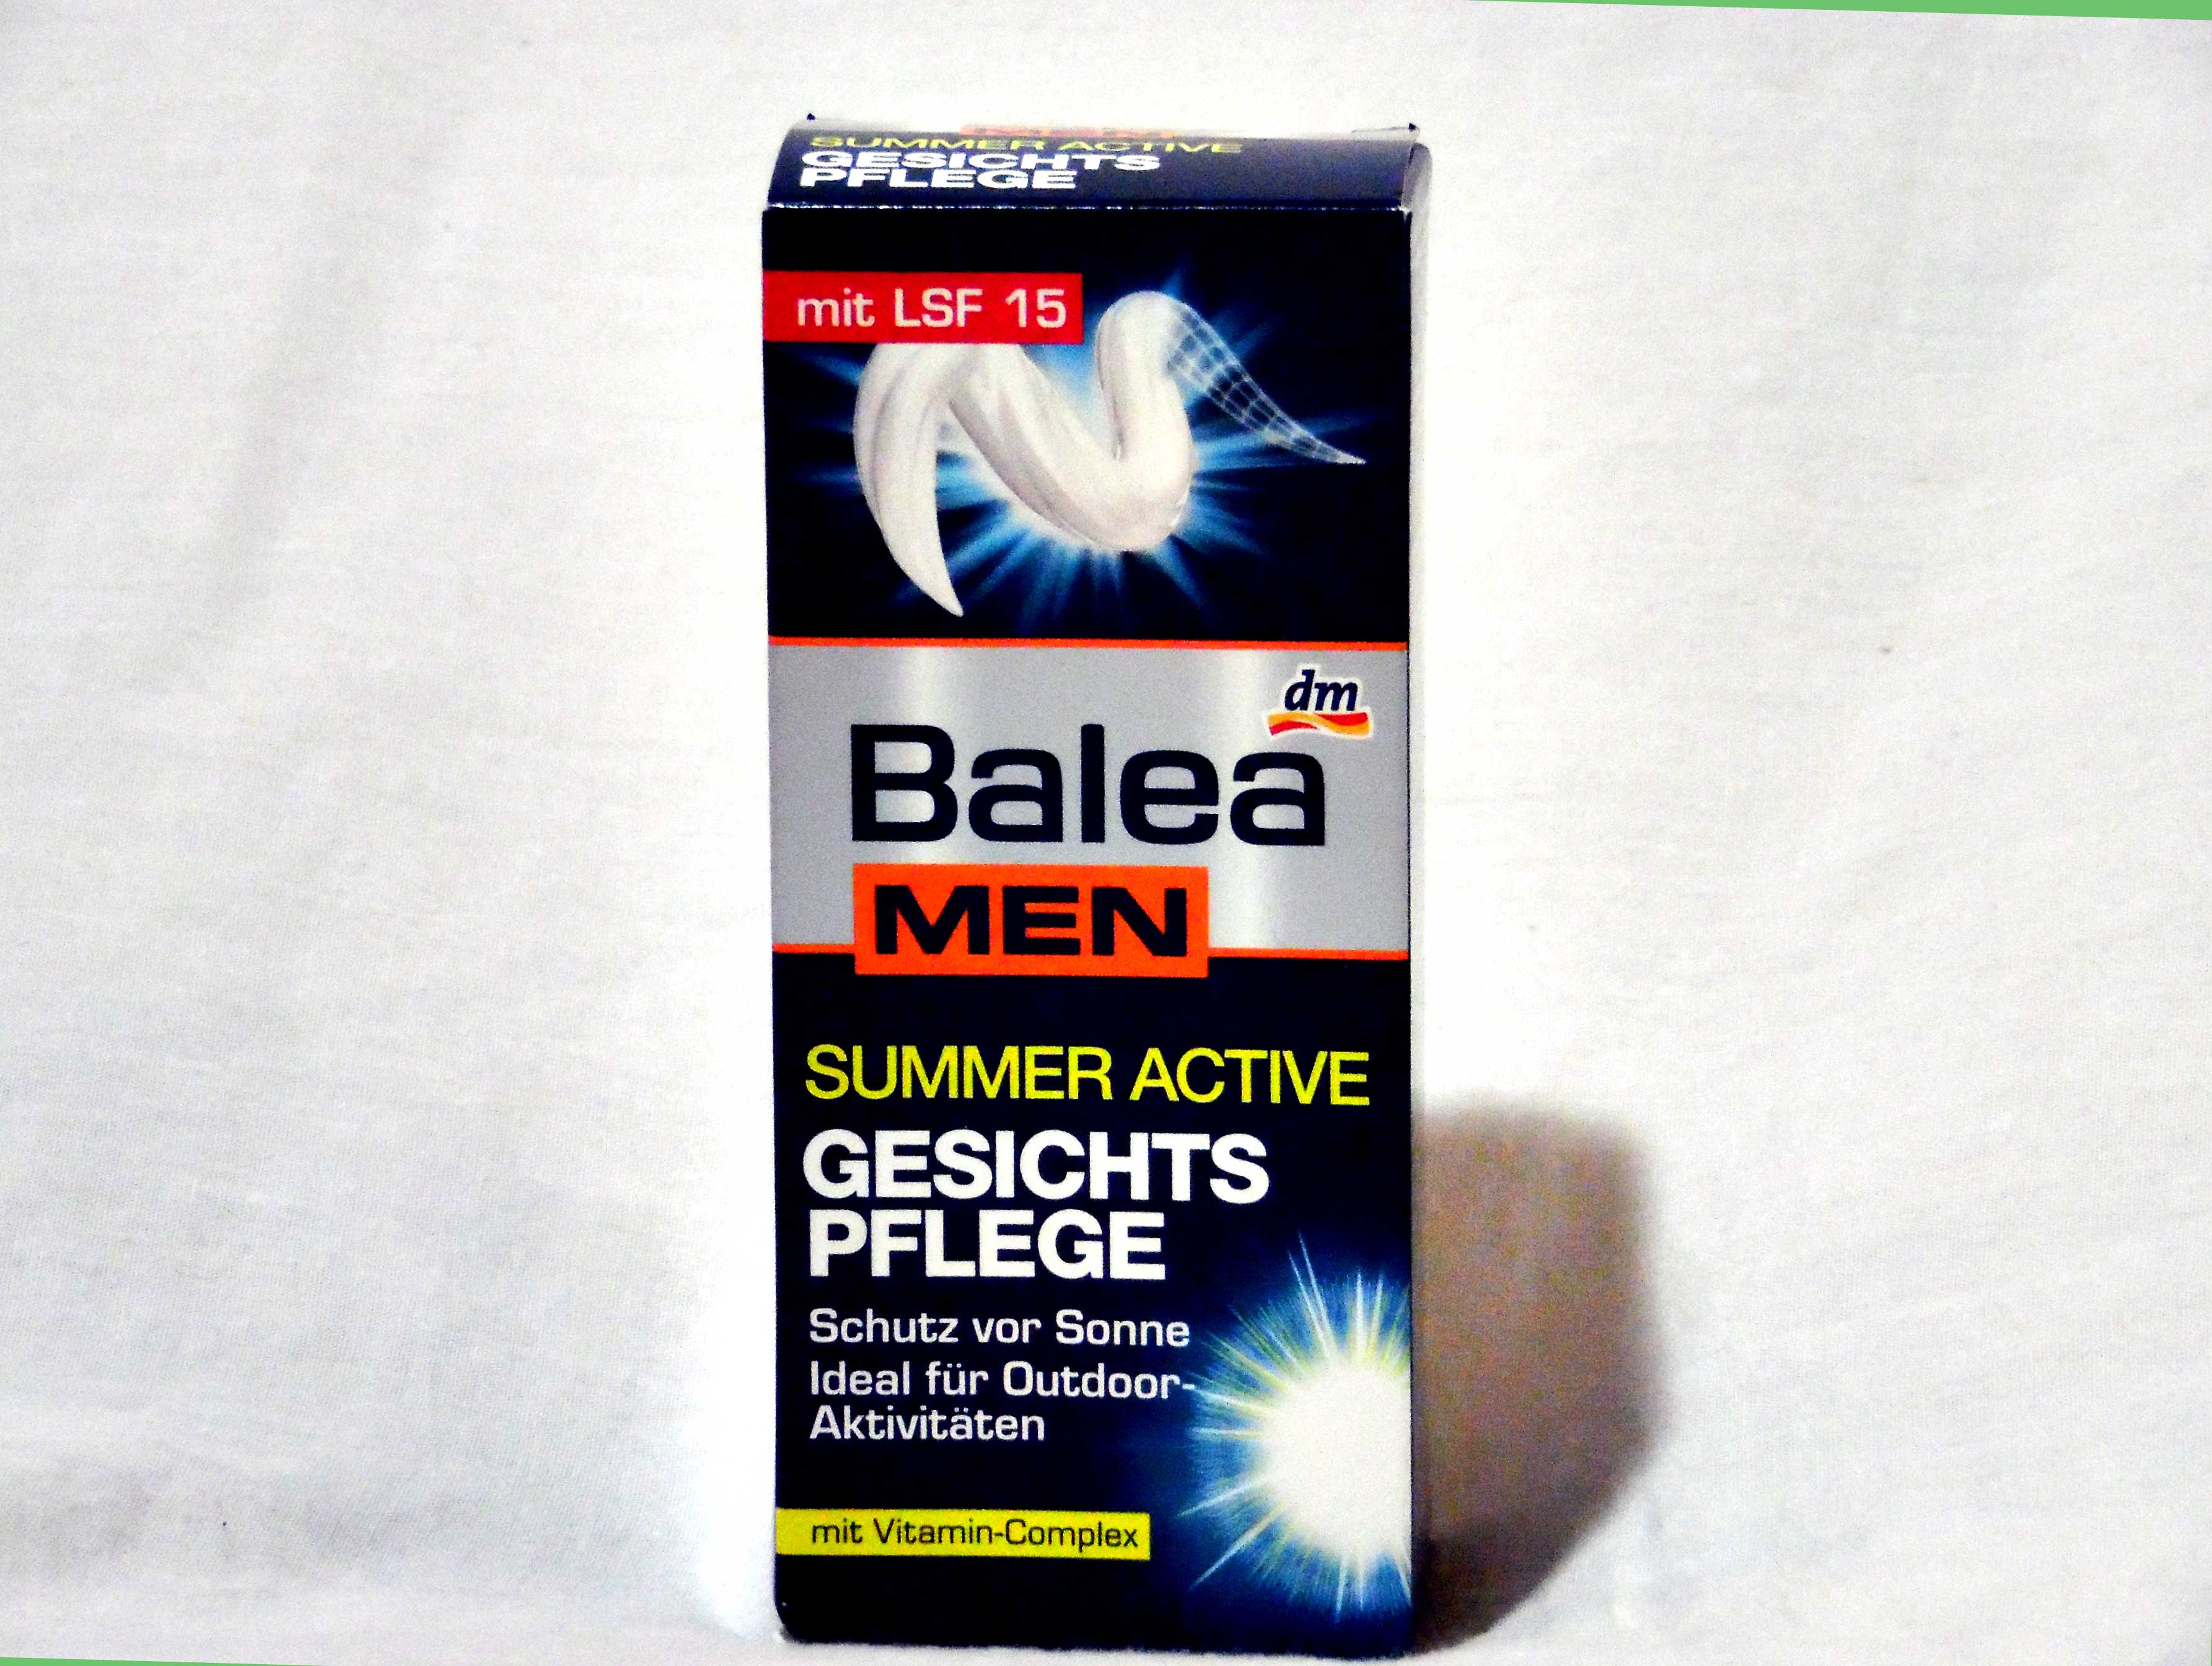 SUMMER ACTIVE
GESICHTS
PFLEGE
mit LSF 15
dm
Balea
MEN
SUMMER ACTIVE
GESICHTS
PFLEGE
Schutz vor Sonne
Ideal für Outdoor-
Aktivitäten
mit Vitamin-Complex